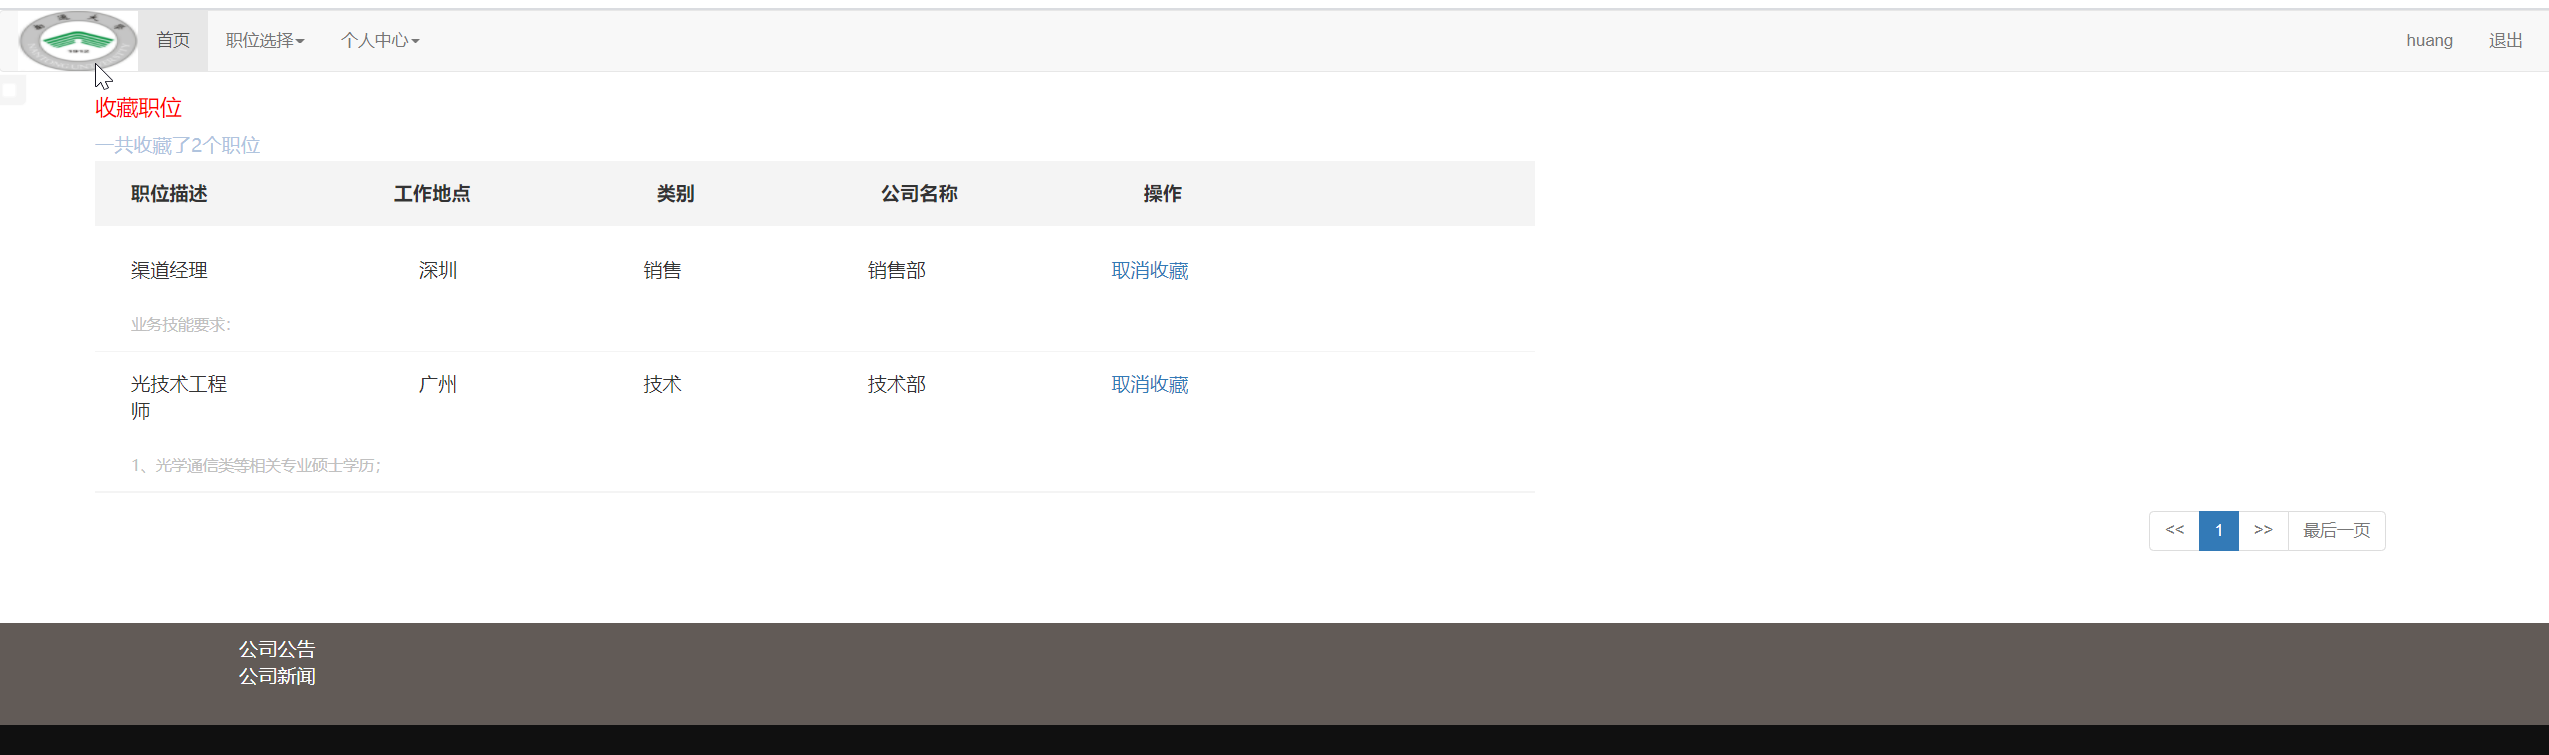 首页 职位选择 个人中心 huang 退出
收藏职位
一共收藏了2个职位
职位描述 工作地点 类别 公司名称 操作
渠道经理 深圳 销售 销售部 取消收藏
业务技能要求：
光技术工程 广州 技术 技术部 取消收藏
师
1、光学通信类等相关专业硕士学历；
<< 1 >> 最后一页
公司公告
公司新闻